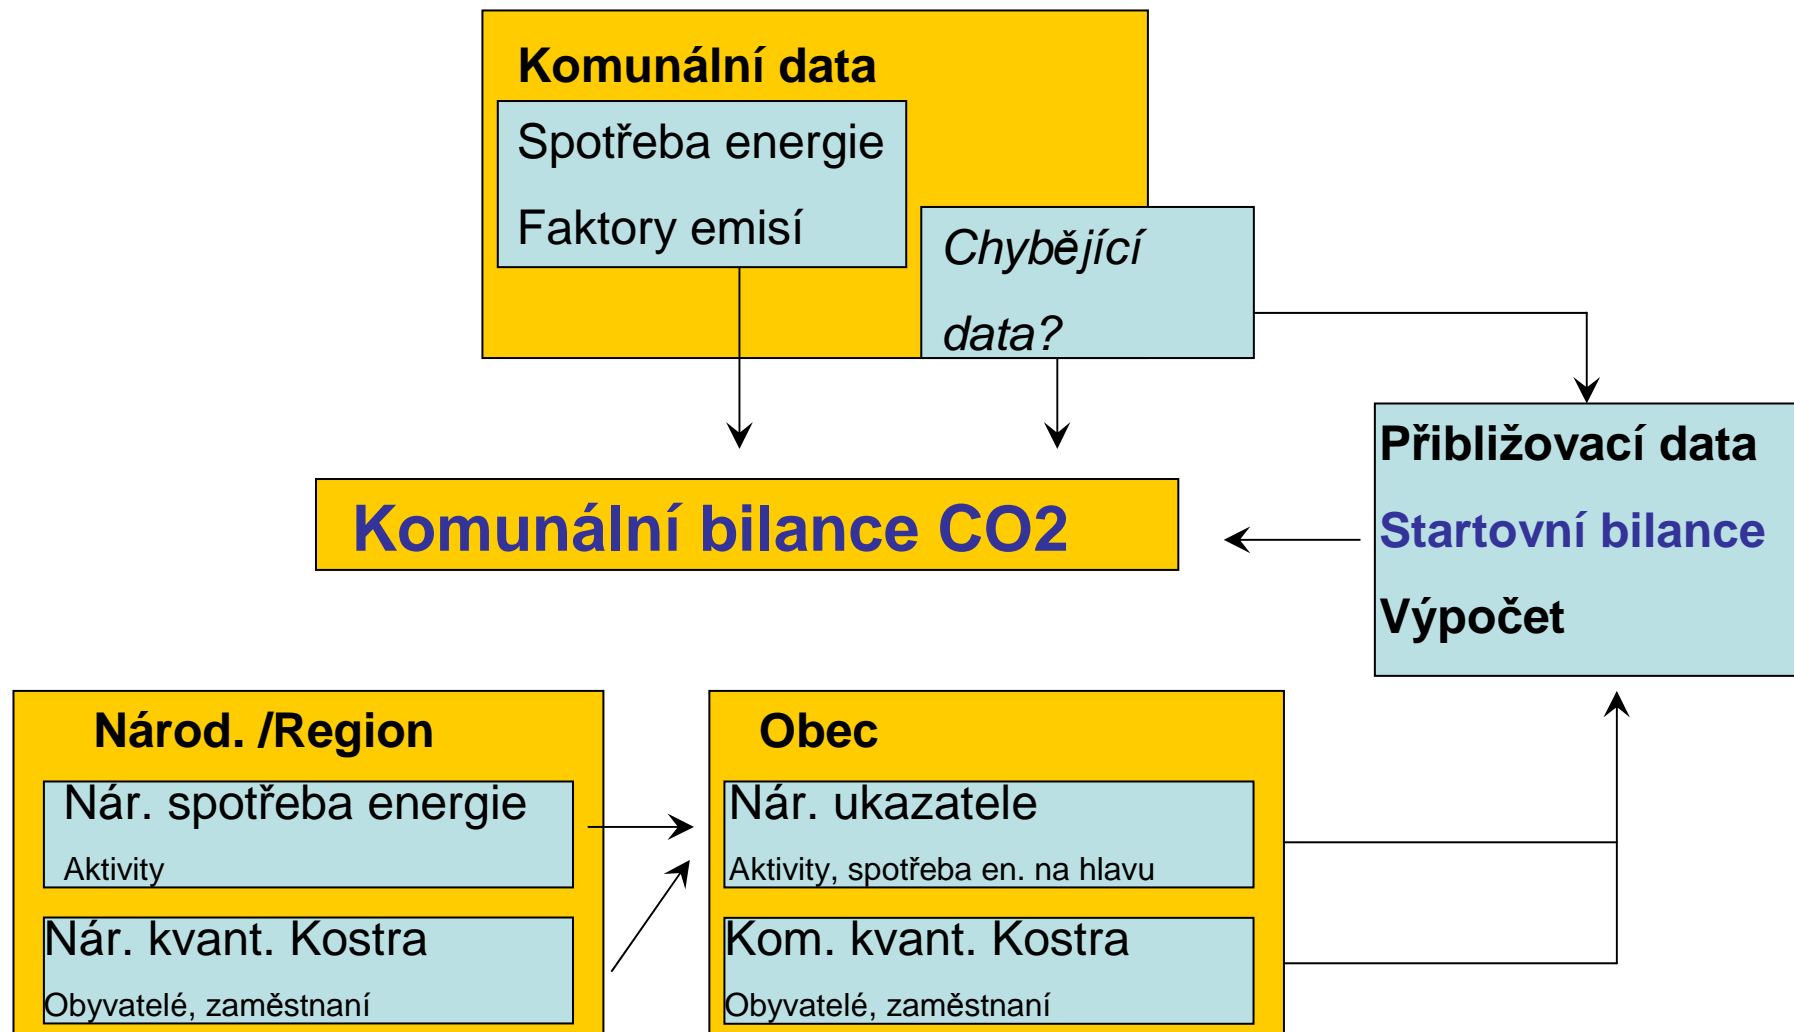 Komunální data
Spotřeba energie
Faktory emisí
Chybějící
data?
Přibližovací data
Startovní bilance
Výpočet
Komunální bilance CO2
Národ. /Region
Nár. spotřeba energie
Aktivity
Nár. kvant. Kostra
Obyvatelé, zaměstnaní
Obec
Nár. ukazatele
Aktivity, spotřeba en. na hlavu
Kom. kvant. Kostra
Obyvatelé, zaměstnaní